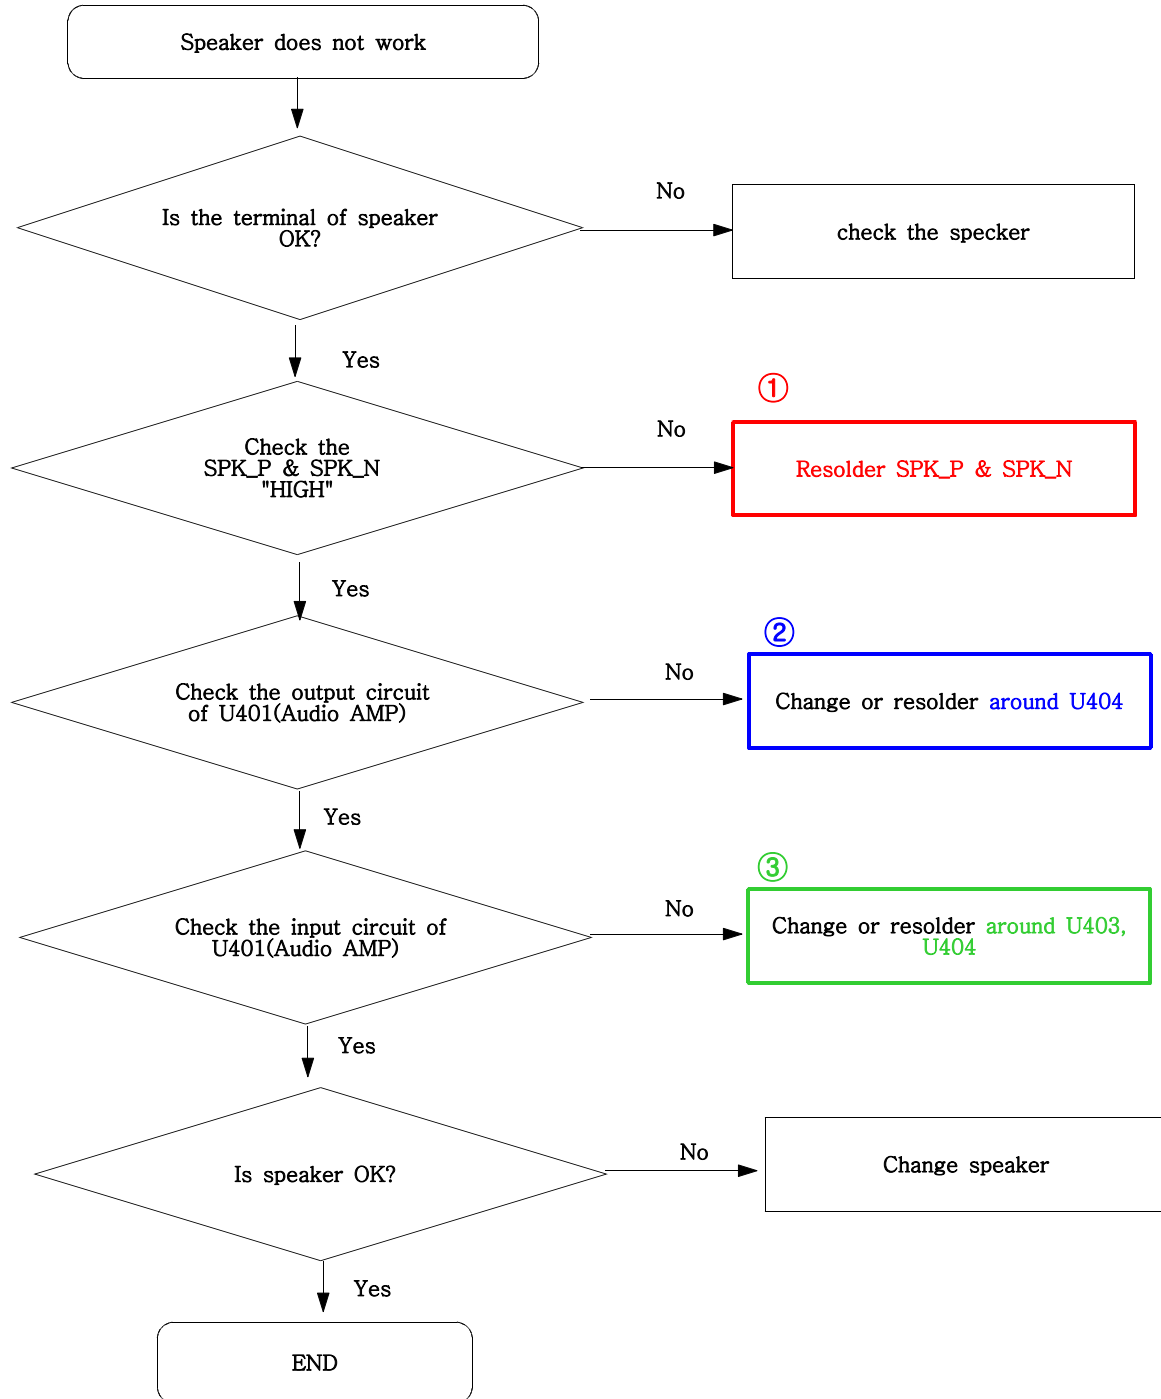 Speaker does not work
Is the terminal of speaker
OK?
No
check the specker
Yes
①
Check the
SPK_P & SPK_N
"HIGH"
No
Resolder SPK_P & SPK_N
Yes
②
Check the output circuit
of U401(Audio AMP)
No
Change or resolder around U404
Yes
③
Check the input circuit of
U401(Audio AMP)
No
Change or resolder around U403,
U404
Yes
Is speaker OK?
No
Change speaker
Yes
END